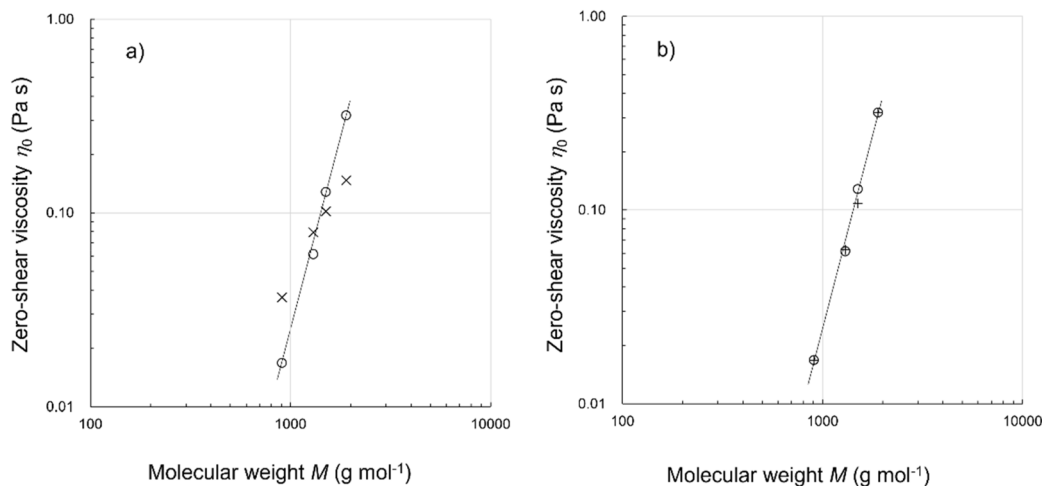 a)
Zero-shear viscosity η₀ (Pa s)
1.00
0.10
0.01
100
1000
10000
Molecular weight M (g mol⁻¹)
b)
Zero-shear viscosity η₀ (Pa s)
1.00
0.10
0.01
100
1000
10000
Molecular weight M (g mol⁻¹)